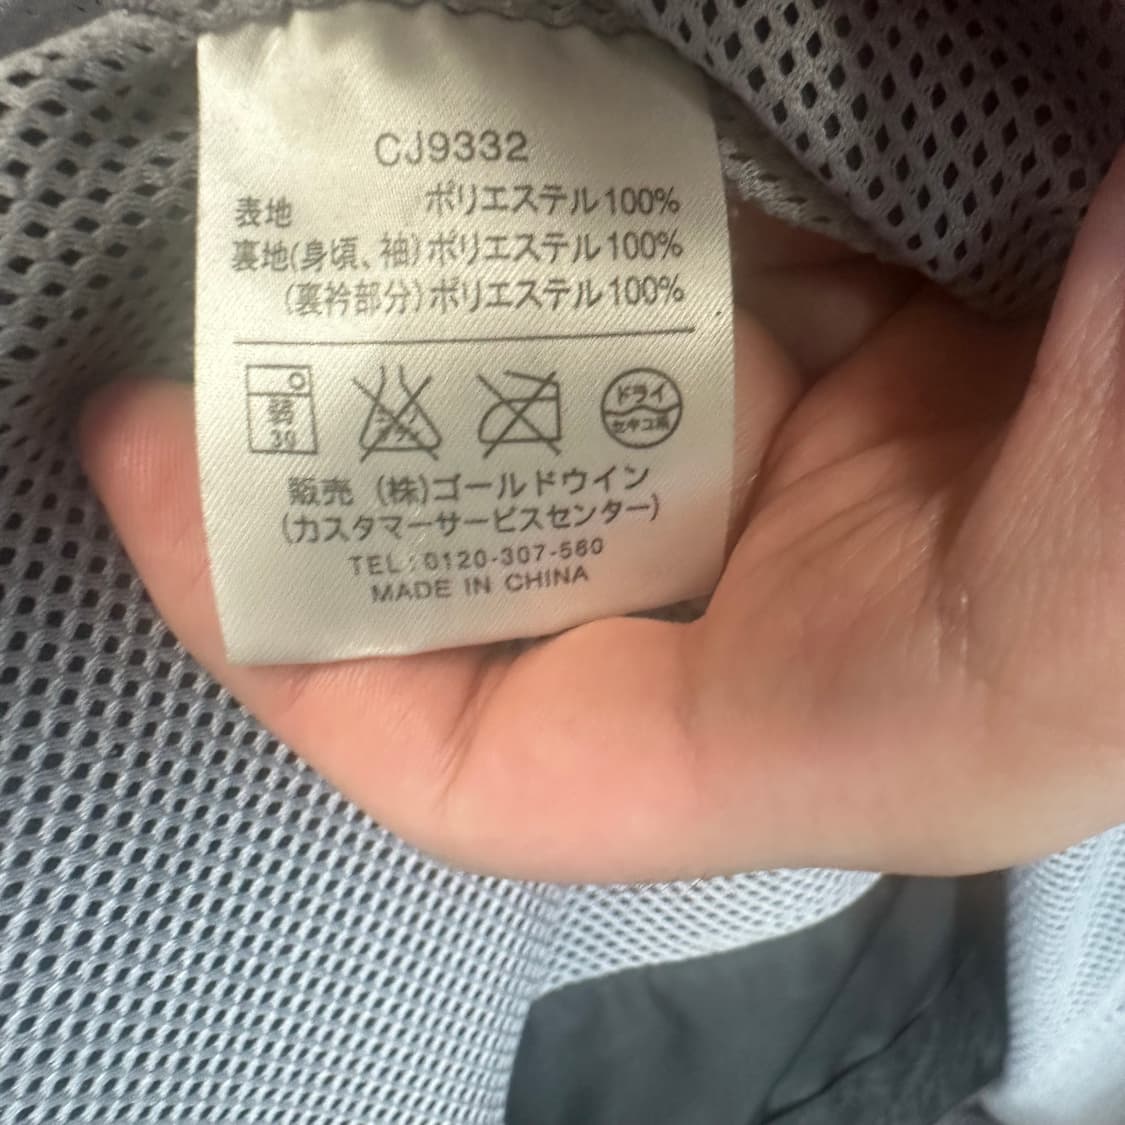 CJ9332
表地 ポリエステル100%
裏地(身頃、袖)ポリエステル100%
(裏衿部分)ポリエステル100%
弱
30
ドライ
セキユ系
販売 (株)ゴールドウイン
(カスタマーサービスセンター)
TEL:0120-307-560
MADE IN CHINA